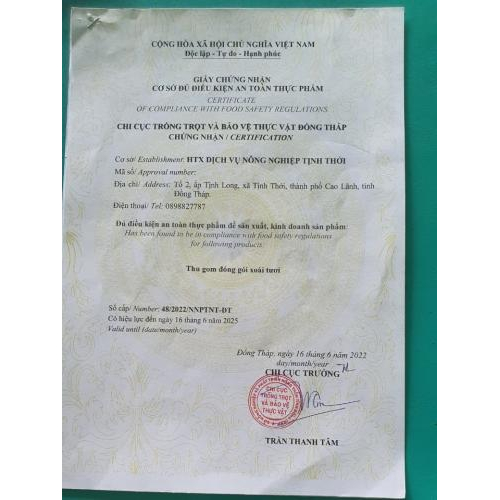 CỘNG HÒA XÃ HỘI CHỦ NGHĨA VIỆT NAM
Độc lập - Tự do - Hạnh phúc
GIẤY CHỨNG NHẬN
CƠ SỞ ĐỦ ĐIỀU KIỆN AN TOÀN THỰC PHẨM
CERTIFICATE
OF COMPLIANCE WITH FOOD SAFETY REGULATIONS
CHI CỤC TRỒNG TRỌT VÀ BẢO VỆ THỰC VẬT ĐỒNG THÁP
CHỨNG NHẬN / CERTIFICATION
Cơ sở/ Establishment: HTX DỊCH VỤ NÔNG NGHIỆP TỊNH THỚI
Mã số/ Approval number:
Địa chỉ/ Address: Tổ 2, ấp Tịnh Long, xã Tịnh Thới, thành phố Cao Lãnh, tỉnh
Đồng Tháp.
Điện thoại/ Tel: 0898827787
Đủ điều kiện an toàn thực phẩm để sản xuất, kinh doanh sản phẩm
Has been found to be in compliance with food safety regulations
for following products.
Thu gom đóng gói xoài tươi
Số cấp/ Number: 48/2022/NNPTNT-ĐT
Có hiệu lực đến ngày 16 tháng 6 năm 2025
Valid until (date/month/year)
Đồng Tháp, ngày 16 tháng 6 năm 2022
day/month/year
CHI CỤC TRƯỞNG
CHI CỤC
TRỒNG TRỌT
VÀ BẢO VỆ
THỰC VẬT
TRẦN THANH TÂM